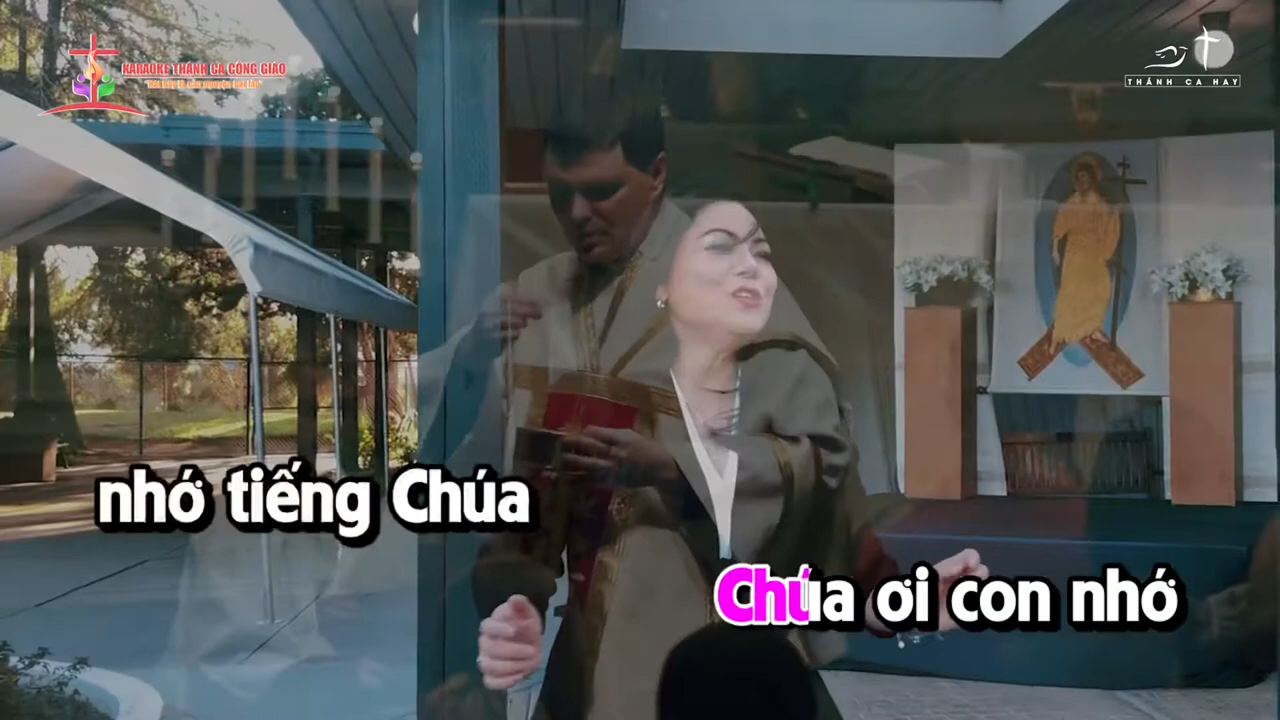 KARAOKE THÁNH CA CÔNG GIÁO
THÁNH CA HAY
nhớ tiếng Chúa
Chúa ơi con nhớ